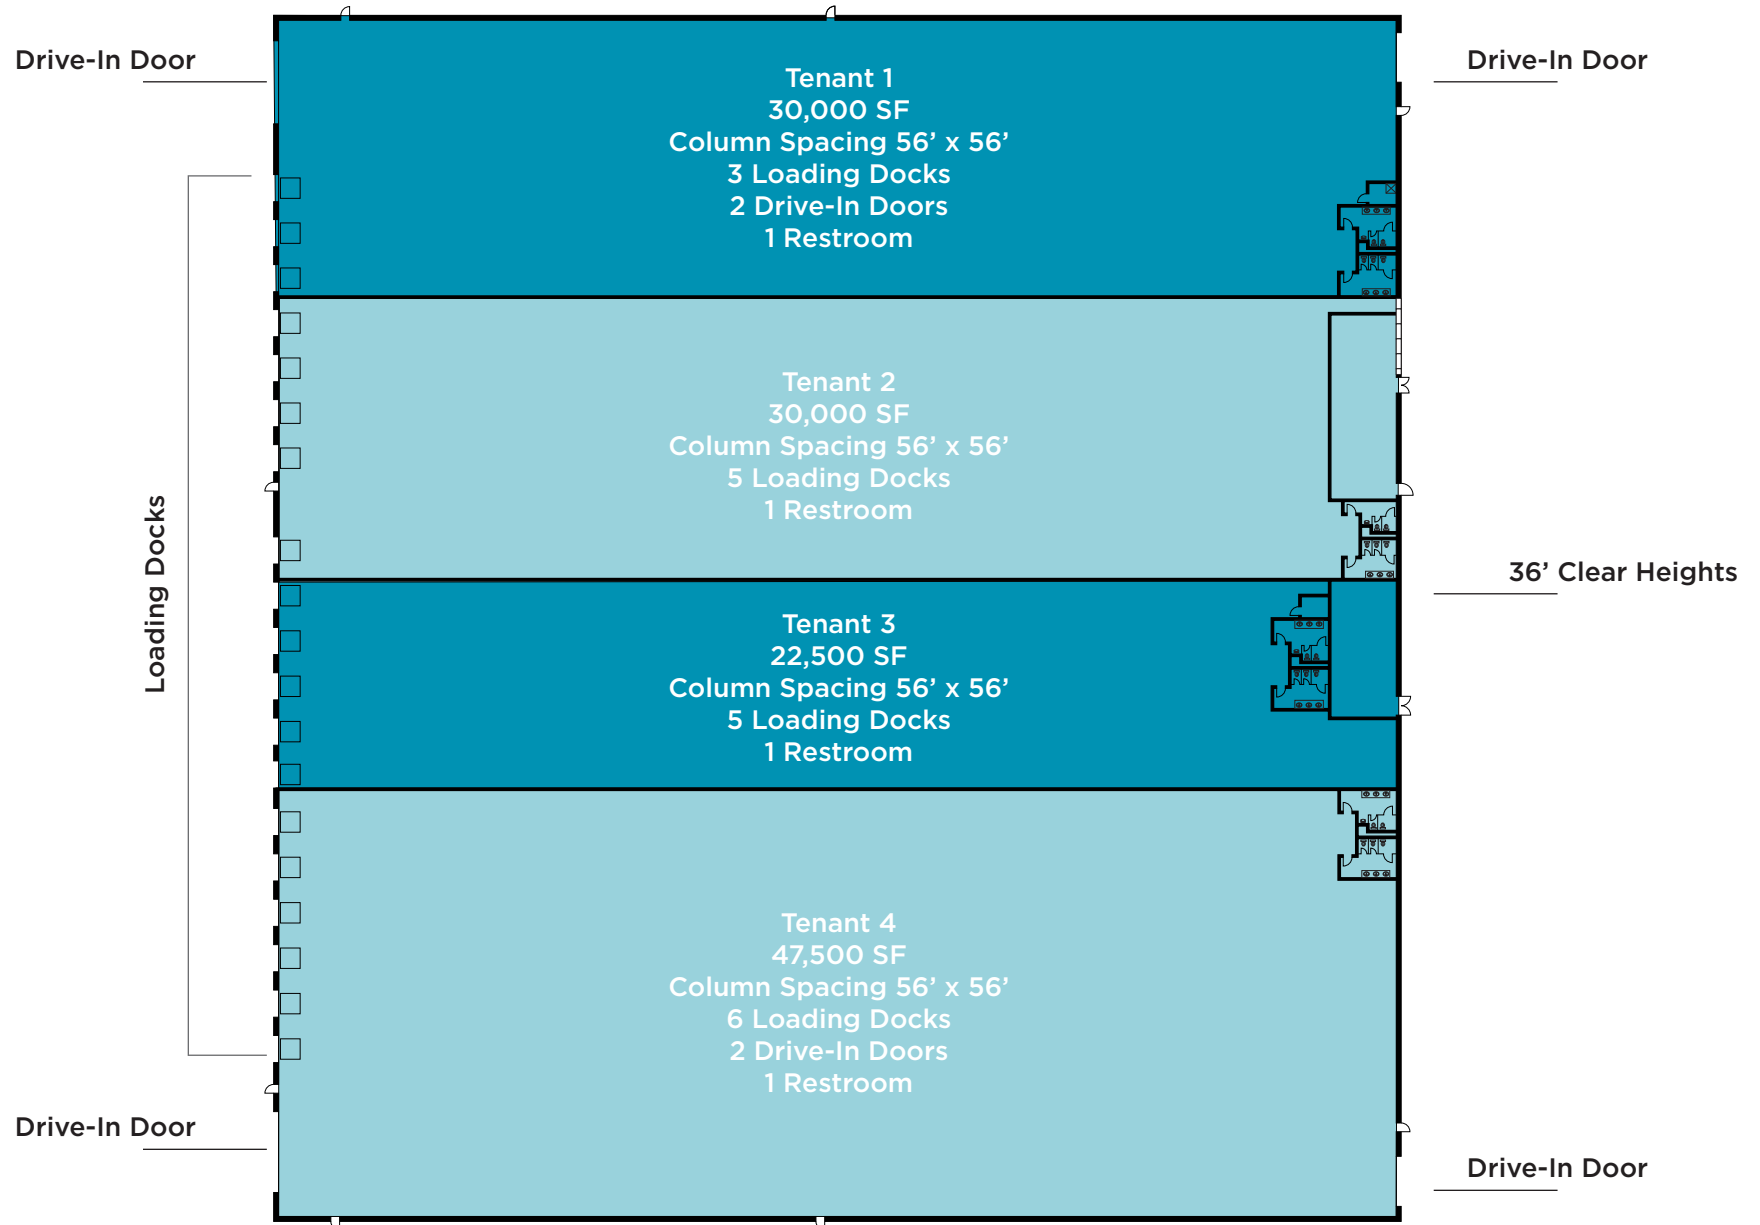 Drive-In Door
Drive-In Door
Tenant 1
30,000 SF
Column Spacing 56’ x 56’
3 Loading Docks
2 Drive-In Doors
1 Restroom
Tenant 2
30,000 SF
Column Spacing 56’ x 56’
5 Loading Docks
1 Restroom
Loading Docks
36’ Clear Heights
Tenant 3
22,500 SF
Column Spacing 56’ x 56’
5 Loading Docks
1 Restroom
Tenant 4
47,500 SF
Column Spacing 56’ x 56’
6 Loading Docks
2 Drive-In Doors
1 Restroom
Drive-In Door
Drive-In Door